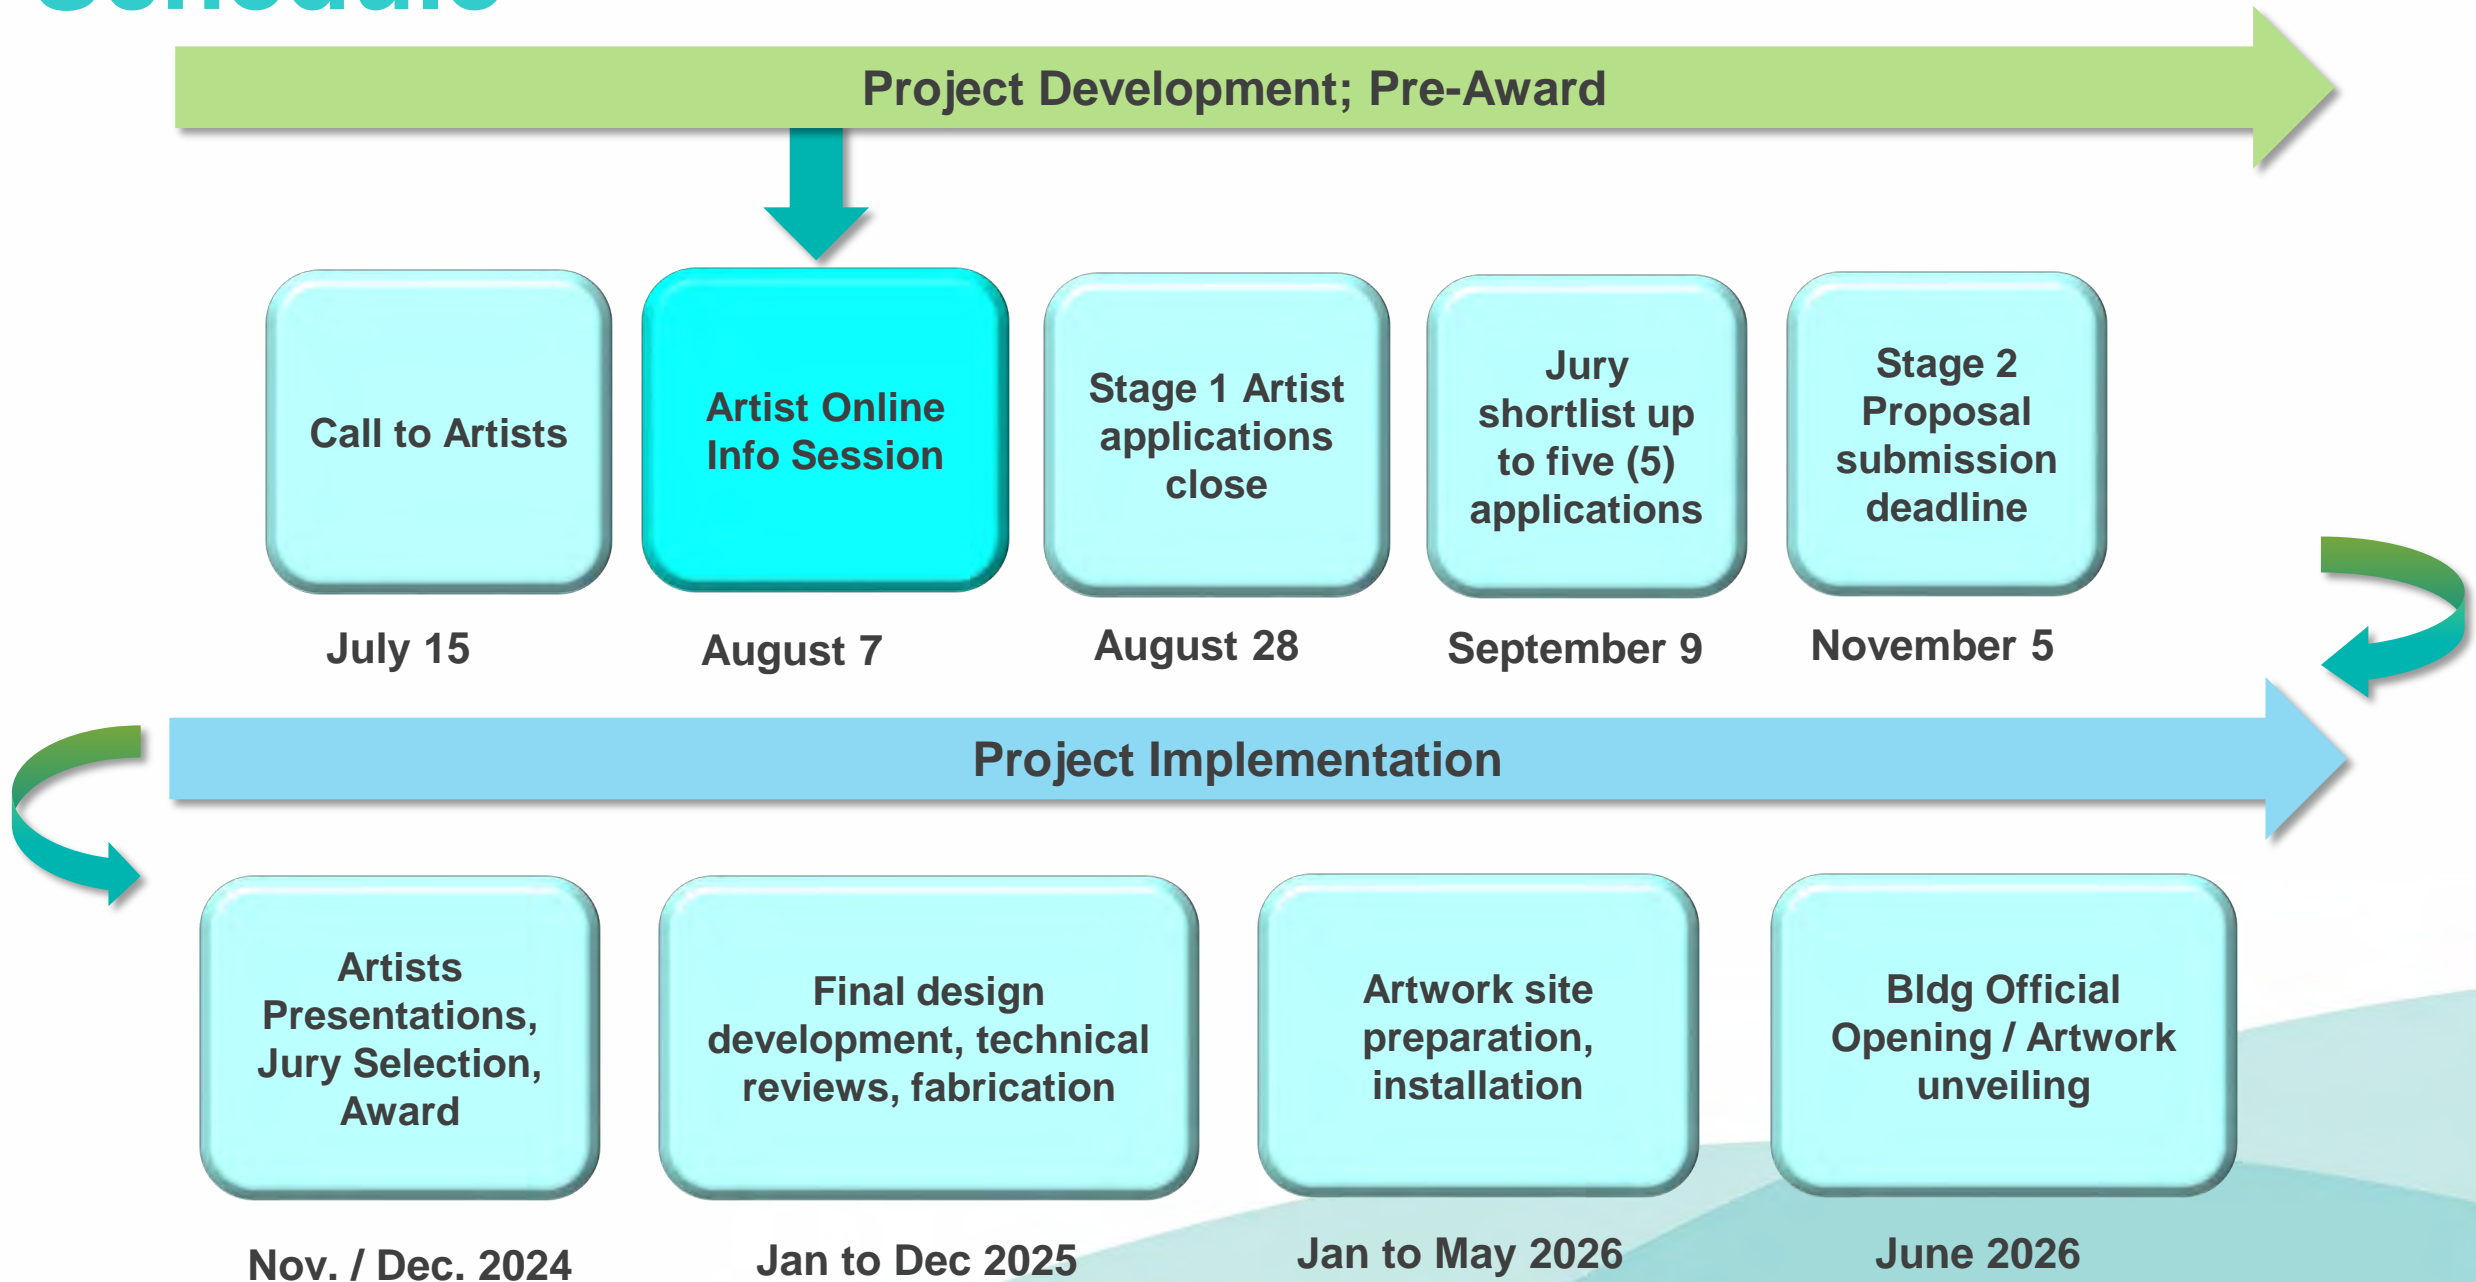 Schedule
Project Development; Pre-Award
Call to Artists
Artist Online
Info Session
Stage 1 Artist
applications
close
Jury
shortlist up
to five (5)
applications
Stage 2
Proposal
submission
deadline
July 15
August 7
August 28
September 9
November 5
Project Implementation
Artists
Presentations,
Jury Selection,
Award
Final design
development, technical
reviews, fabrication
Artwork site
preparation,
installation
Bldg Official
Opening / Artwork
unveiling
Nov. / Dec. 2024
Jan to Dec 2025
Jan to May 2026
June 2026